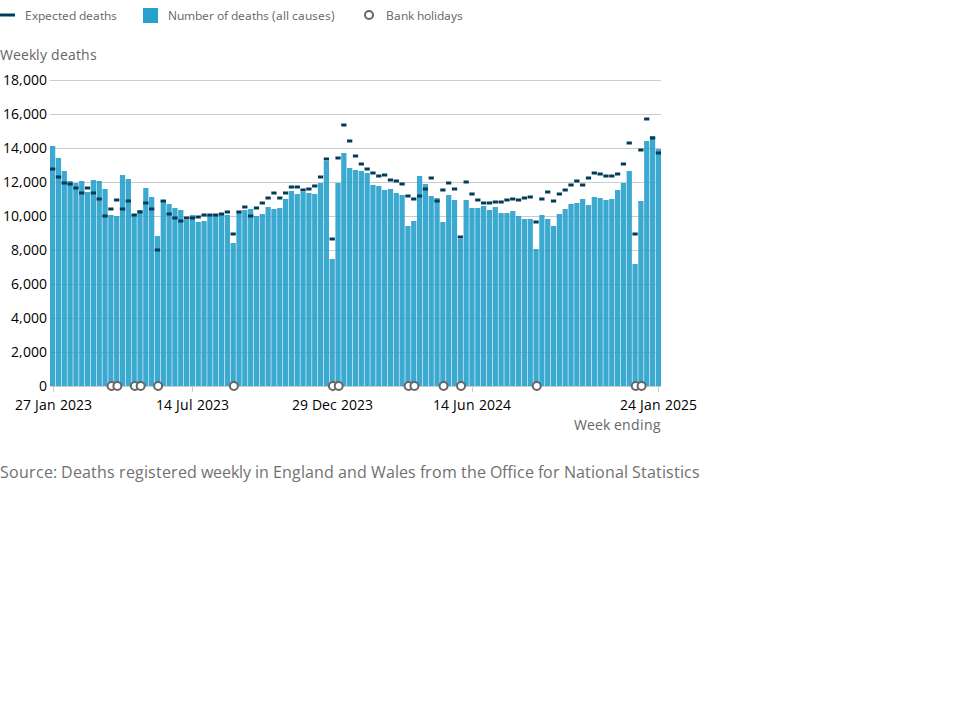 Expected deaths Number of deaths (all causes) Bank holidays
Weekly deaths
18,000
16,000
14,000
12,000
10,000
8,000
6,000
4,000
2,000
0
27 Jan 2023 14 Jul 2023 29 Dec 2023 14 Jun 2024 24 Jan 2025
Week ending
Source: Deaths registered weekly in England and Wales from the Office for National Statistics